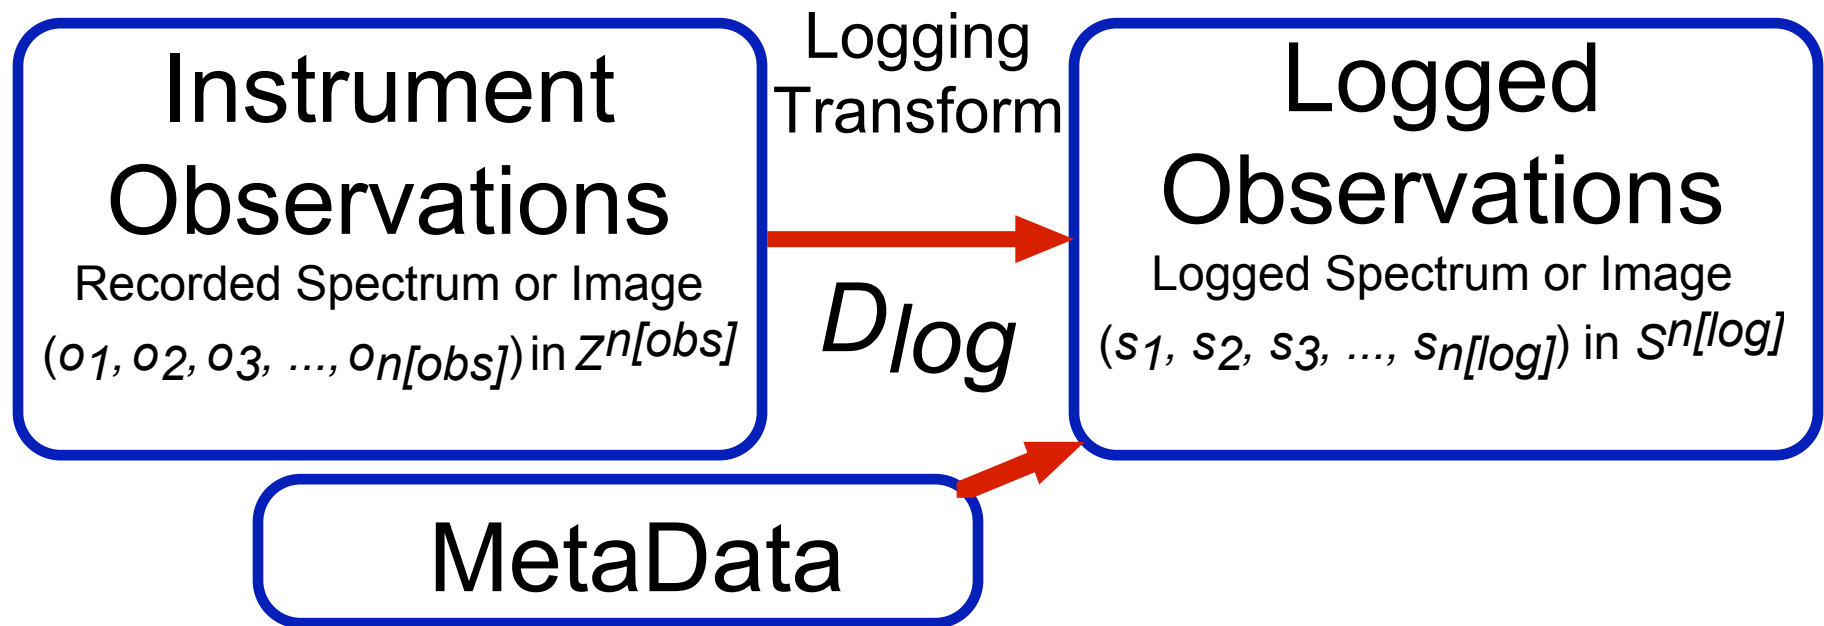 Instrument
Observations
Recorded Spectrum or Image
(o1, o2, o3, ..., on[obs]) in Zn[obs]
Logging
Transform
Dlog
Logged
Observations
Logged Spectrum or Image
(s1, s2, s3, ..., sn[log]) in Sn[log]
MetaData